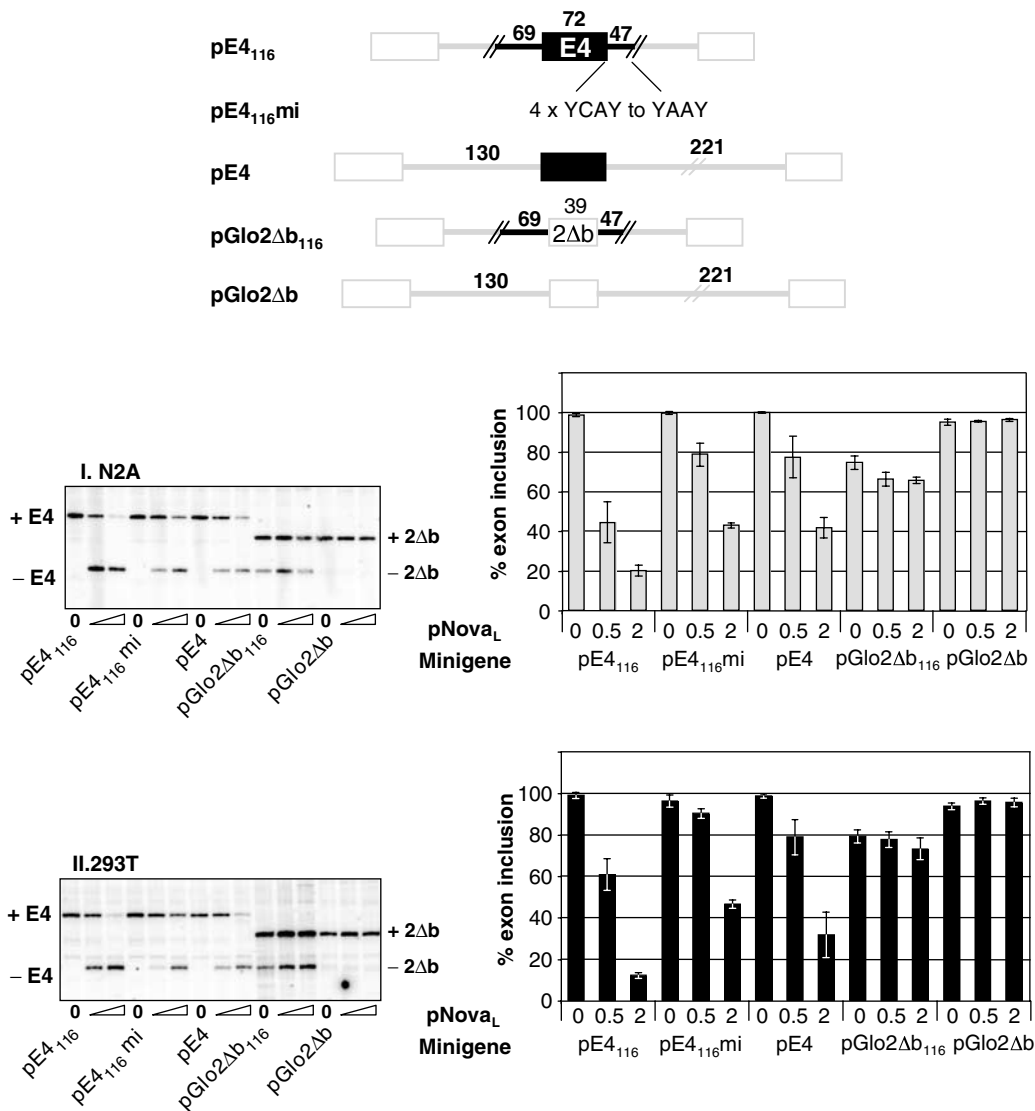 72
pE4116 69 E4 47
pE4116mi 4 x YCAY to YAAY
pE4 130 221
39
pGlo2Δb116 69 2Δb 47
pGlo2Δb 130 221
I. N2A
+ E4
– E4
+ 2Δb
– 2Δb
0 0 0 0 0
pE4116 pE4116 mi pE4 pGlo2Δb116 pGlo2Δb
% exon inclusion
100
80
60
40
20
0
pNovaL 0 0.5 2 0 0.5 2 0 0.5 2 0 0.5 2 0 0.5 2
Minigene pE4116 pE4116mi pE4 pGlo2Δb116 pGlo2Δb
II.293T
+ E4
– E4
+ 2Δb
– 2Δb
0 0 0 0 0
pE4116 pE4116 mi pE4 pGlo2Δb116 pGlo2Δb
% exon inclusion
100
80
60
40
20
0
pNovaL 0 0.5 2 0 0.5 2 0 0.5 2 0 0.5 2 0 0.5 2
Minigene pE4116 pE4116mi pE4 pGlo2Δb116 pGlo2Δb